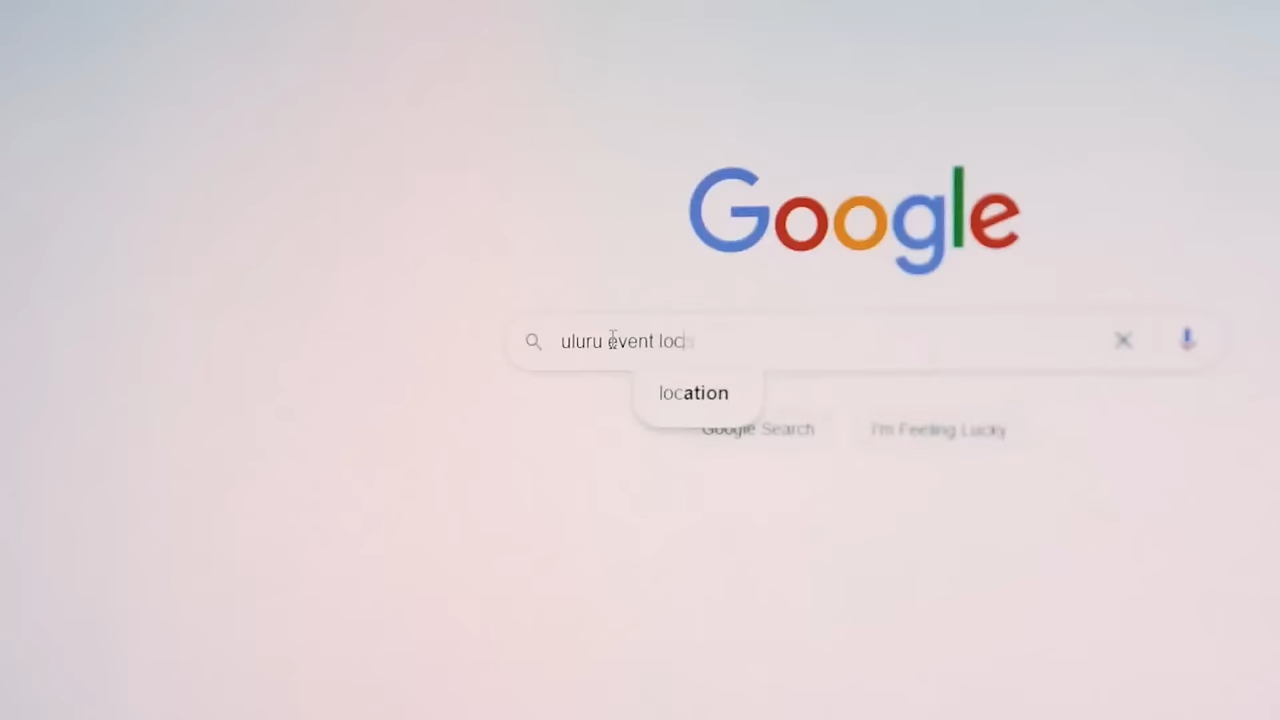 Google
uluru event loc
location
Google Search
I'm Feeling Lucky